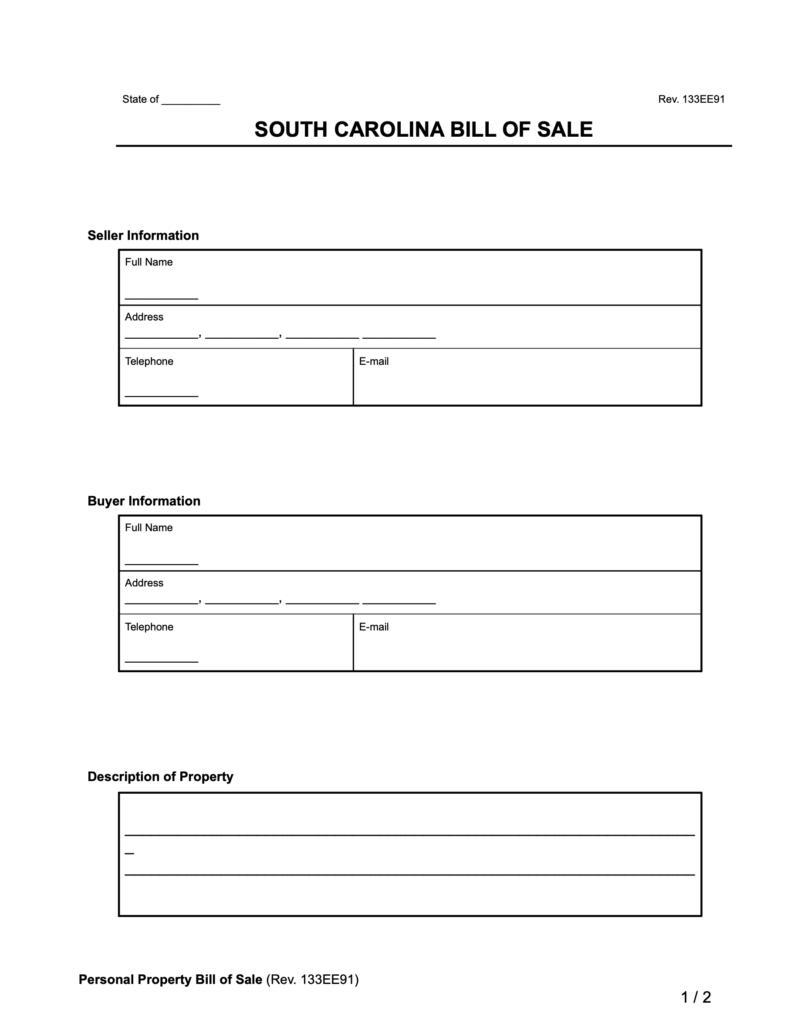 State of __________ Rev. 133EE91
SOUTH CAROLINA BILL OF SALE
Seller Information
Full Name
____________
Address
____________, ____________, ____________ ____________
Telephone E-mail
____________
Buyer Information
Full Name
____________
Address
____________, ____________, ____________ ____________
Telephone E-mail
____________
Description of Property
Personal Property Bill of Sale (Rev. 133EE91)
1 / 2